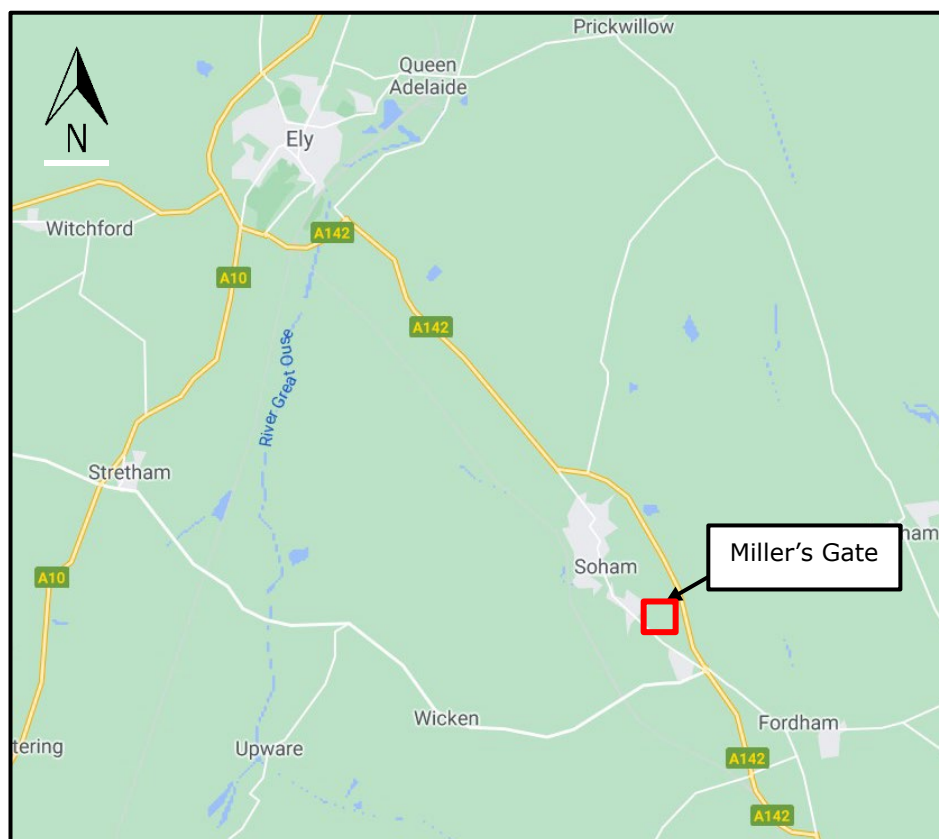 Prickwillow
Queen
Adelaide
N
Ely
Witchford
A142
A10
A142
River Great Ouse
Stretham
Miller's Gate
ham
Soham
A10
Wicken
Fordham
tering
Upware
A142
A142